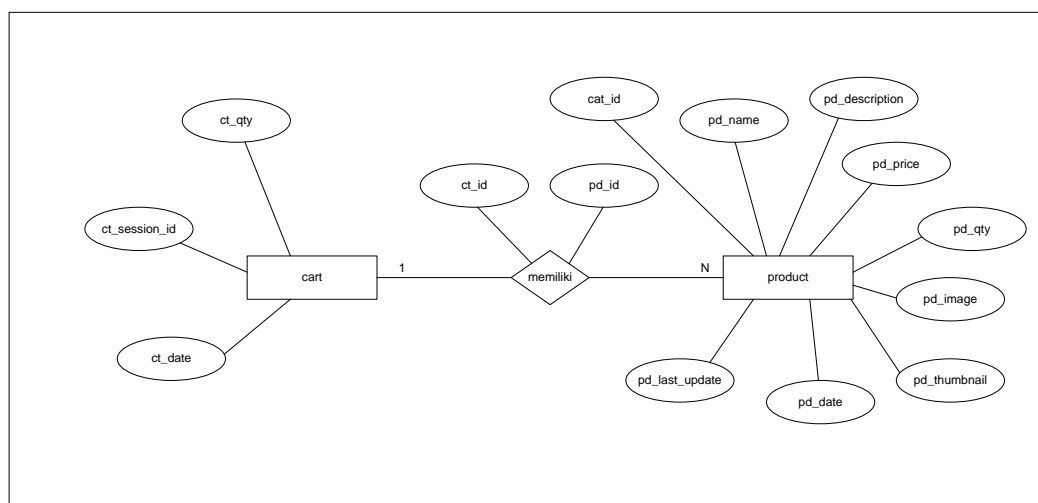 cat_id
pd_description
ct_qty
pd_name
pd_price
ct_id
pd_id
ct_session_id
pd_qty
cart
1
memiliki
N
product
pd_image
ct_date
pd_last_update
pd_thumbnail
pd_date